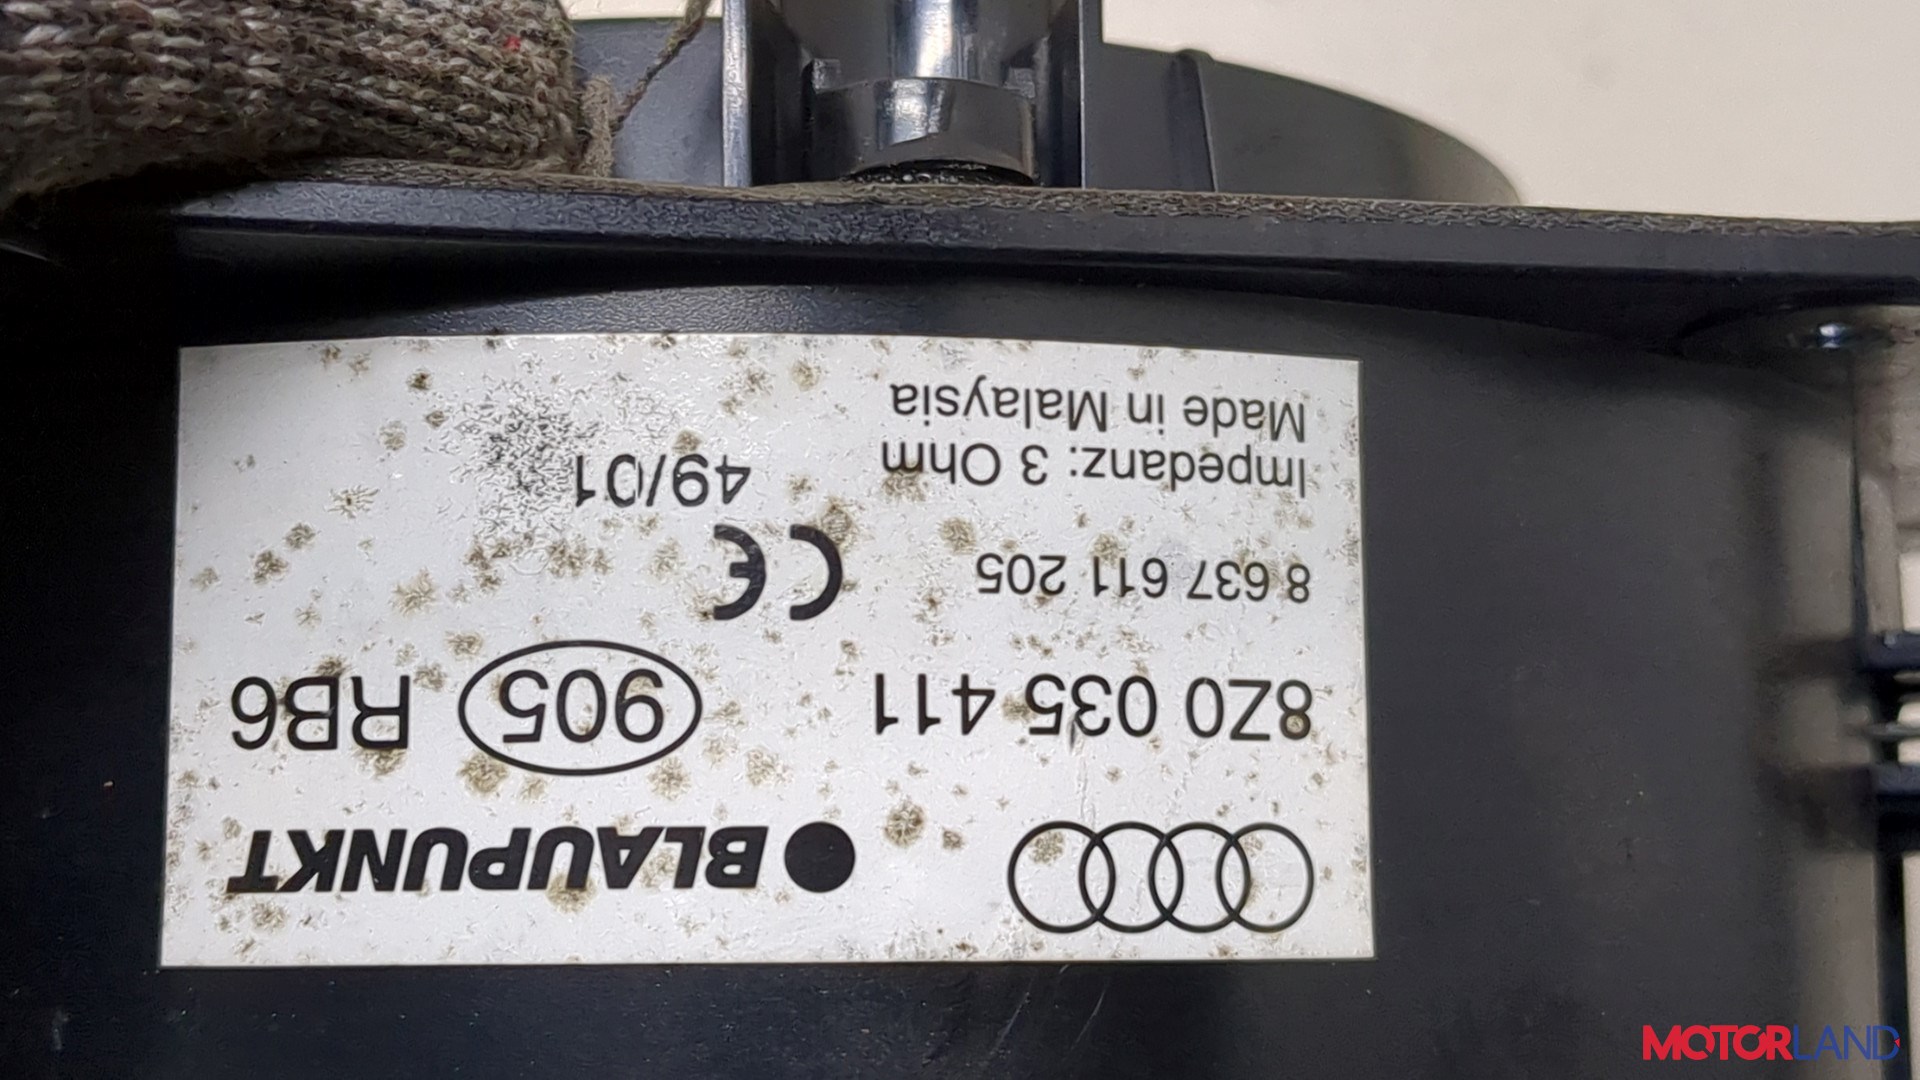 BLAUPUNKT
8Z0 035 411 905 RB6
8 637 611 205 CE
Impedanz: 3 Ohm 49/01
Made in Malaysia
MOTORLAND